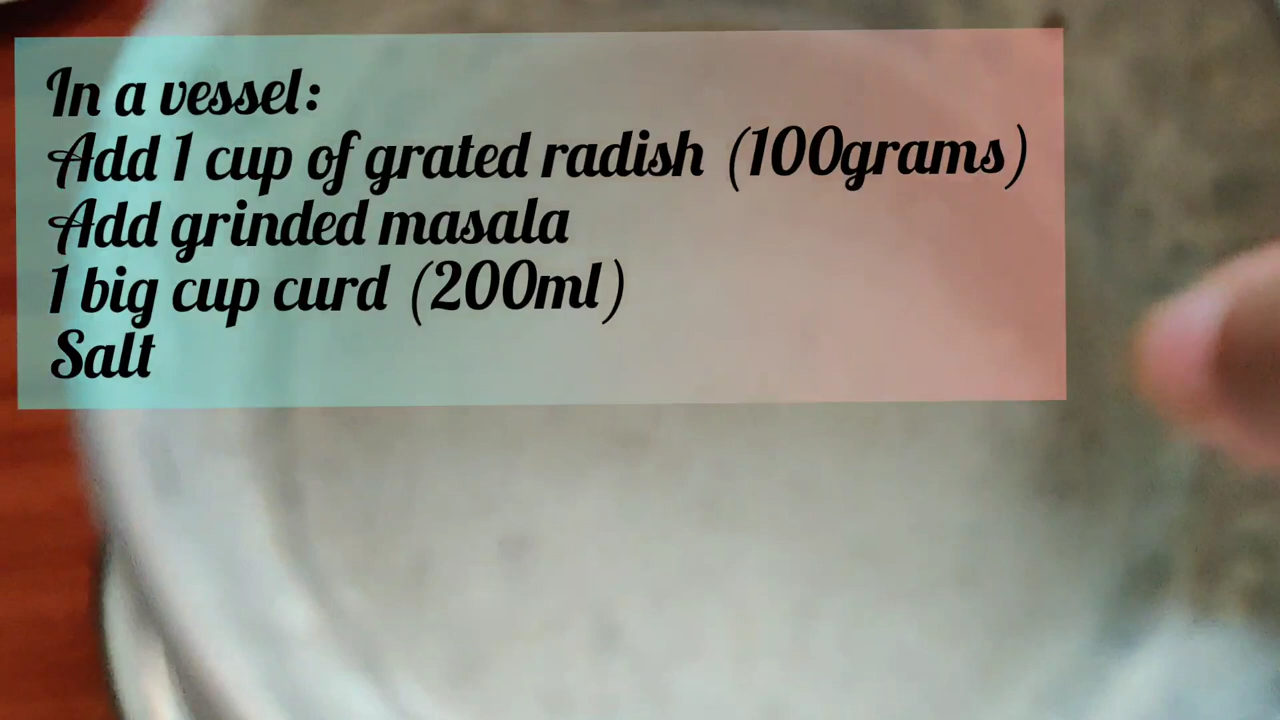 In a vessel:
Add 1 cup of grated radish (100grams)
Add grinded masala
1 big cup curd (200ml)
Salt